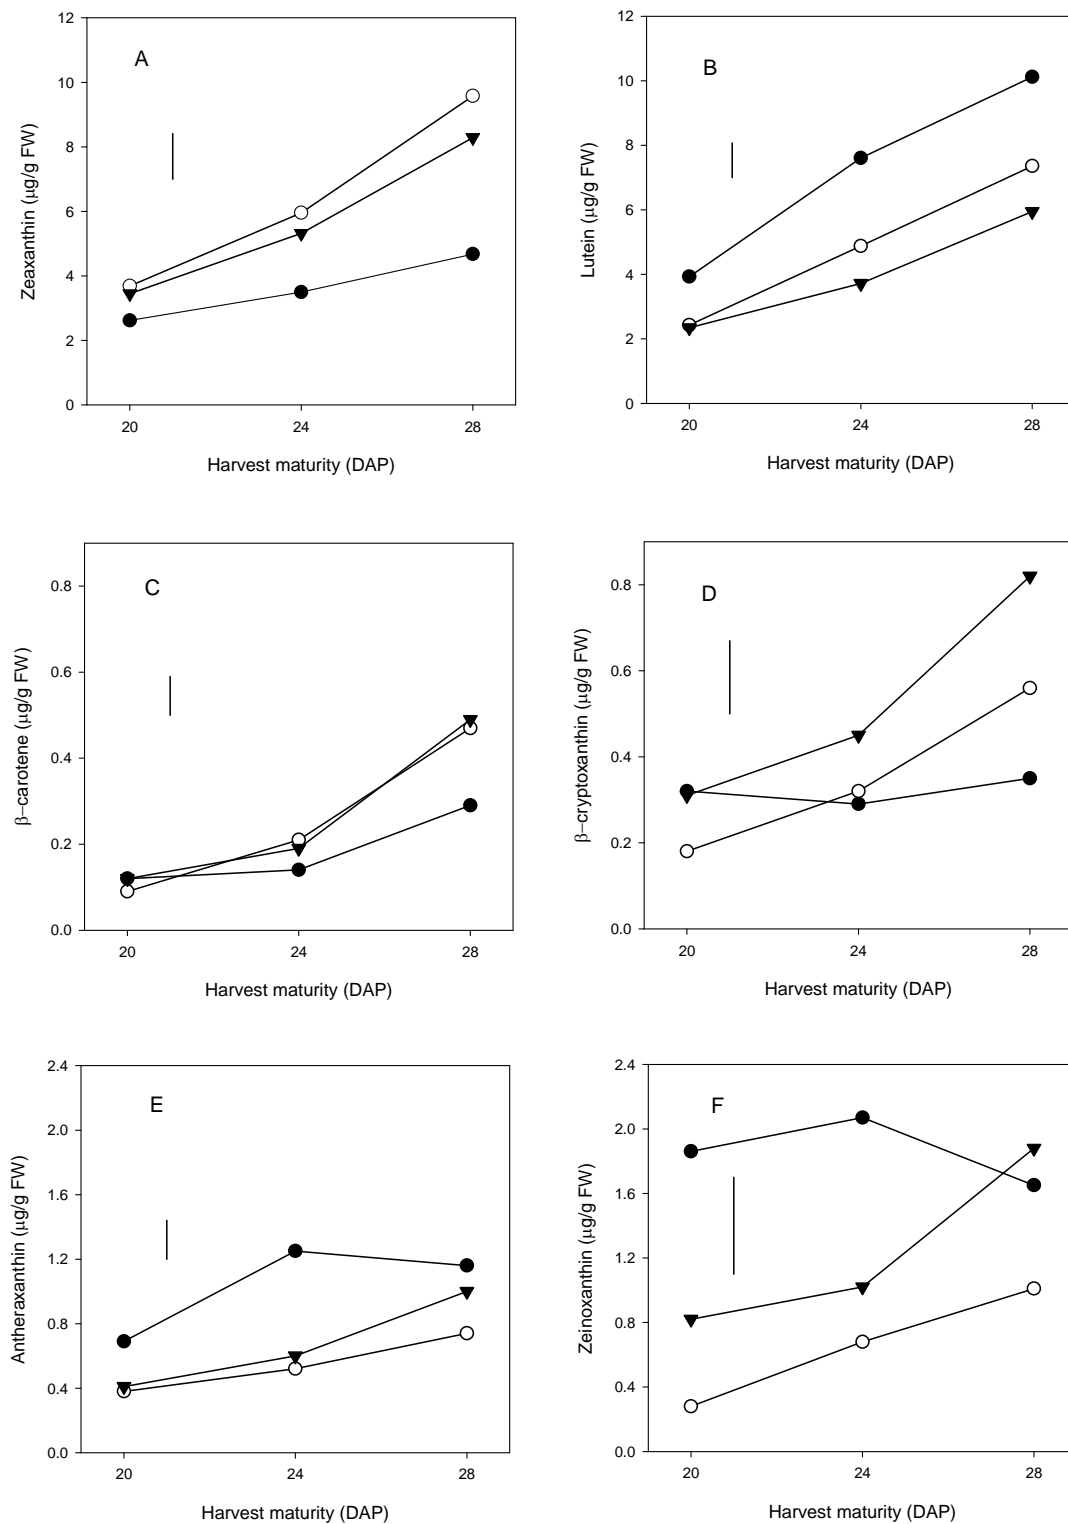 A
Zeaxanthin (µg/g FW)
12
10
8
6
4
2
0
20 24 28
Harvest maturity (DAP)
B
Lutein (µg/g FW)
12
10
8
6
4
2
0
20 24 28
Harvest maturity (DAP)
C
β−carotene (µg/g FW)
0.8
0.6
0.4
0.2
0.0
20 24 28
Harvest maturity (DAP)
D
β−cryptoxanthin (µg/g FW)
0.8
0.6
0.4
0.2
0.0
20 24 28
Harvest maturity (DAP)
E
Antheraxanthin (µg/g FW)
2.4
2.0
1.6
1.2
0.8
0.4
0.0
20 24 28
Harvest maturity (DAP)
F
Zeinoxanthin (µg/g FW)
2.4
2.0
1.6
1.2
0.8
0.4
0.0
20 24 28
Harvest maturity (DAP)